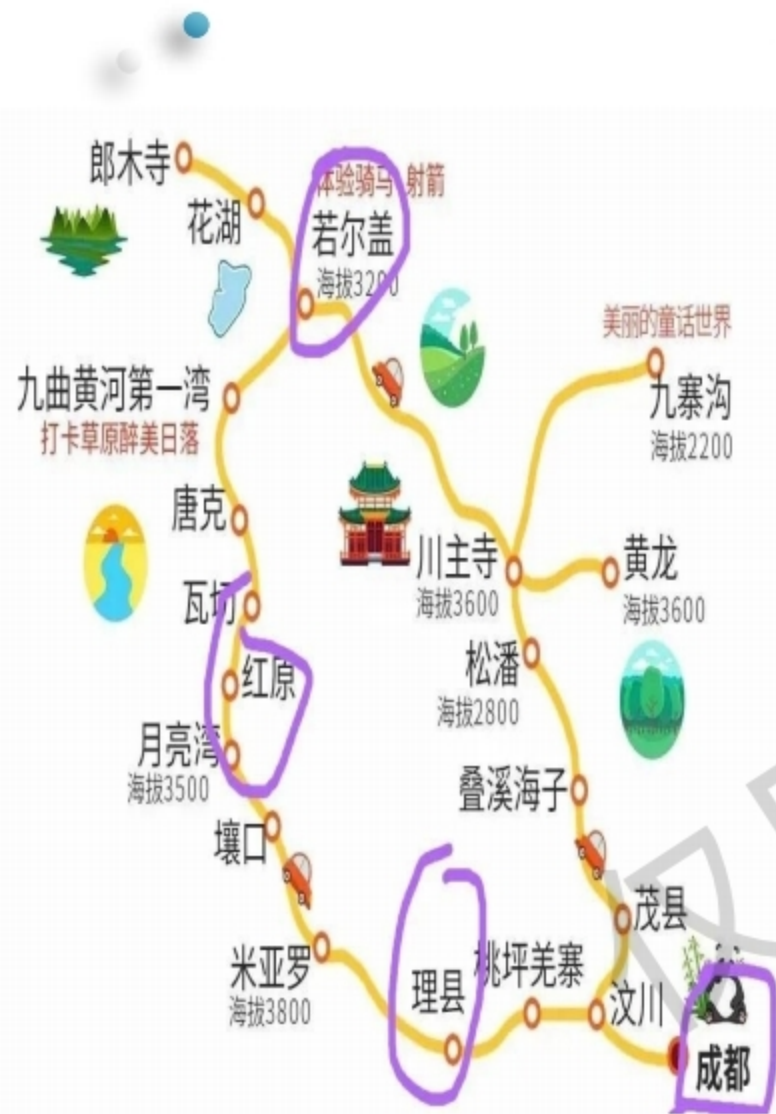 郎木寺
体验骑马 射箭
花湖
若尔盖
海拔3200
美丽的童话世界
九曲黄河第一湾
打卡草原醉美日落
九寨沟
海拔2200
唐克
川主寺
海拔3600
黄龙
海拔3600
瓦切
红原
松潘
海拔2800
月亮湾
海拔3500
叠溪海子
壤口
茂县
米亚罗
海拔3800
桃坪羌寨
理县
汶川
成都
仅